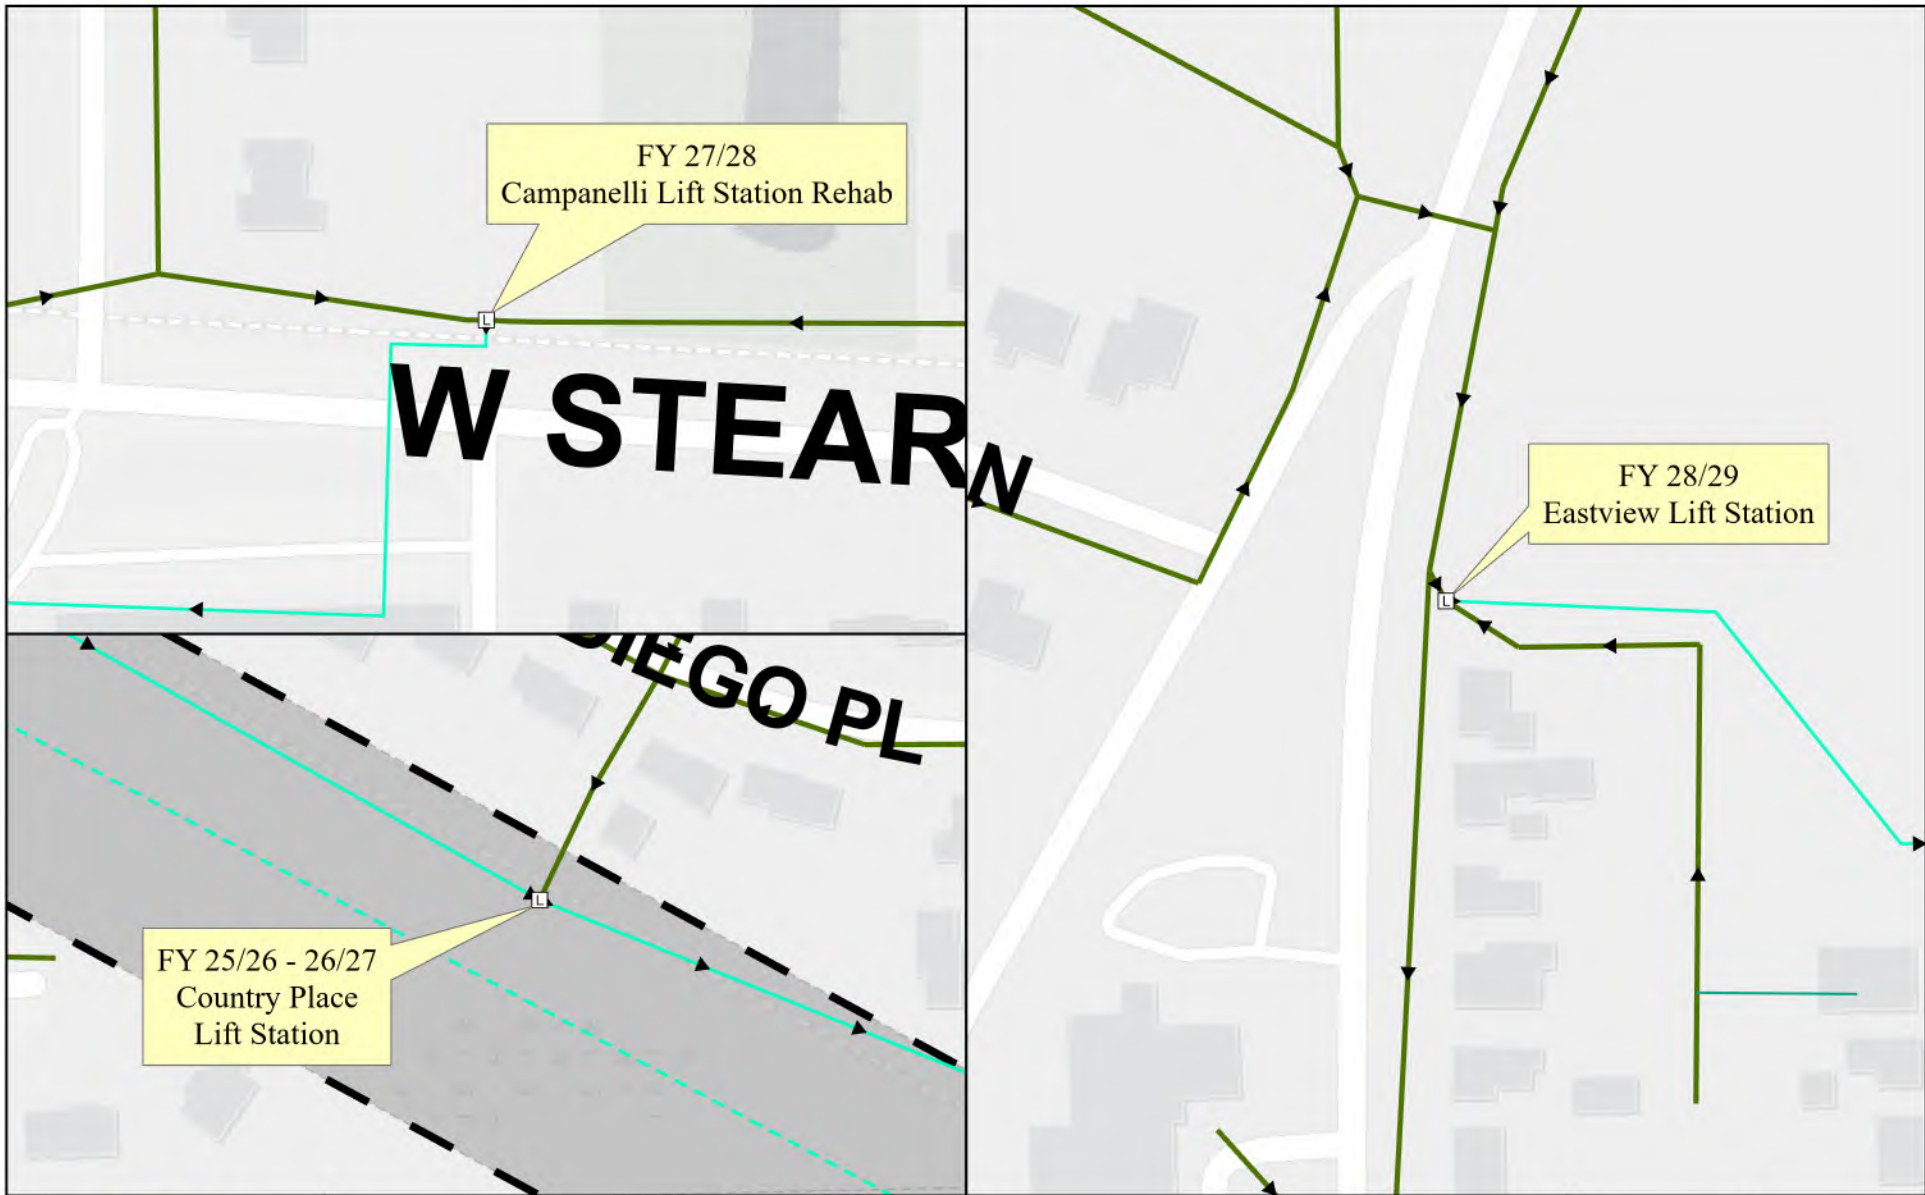 FY 27/28
Campanelli Lift Station Rehab
L
W STEARN
FY 28/29
Eastview Lift Station
L
DIEGO PL
L
FY 25/26 - 26/27
Country Place
Lift Station